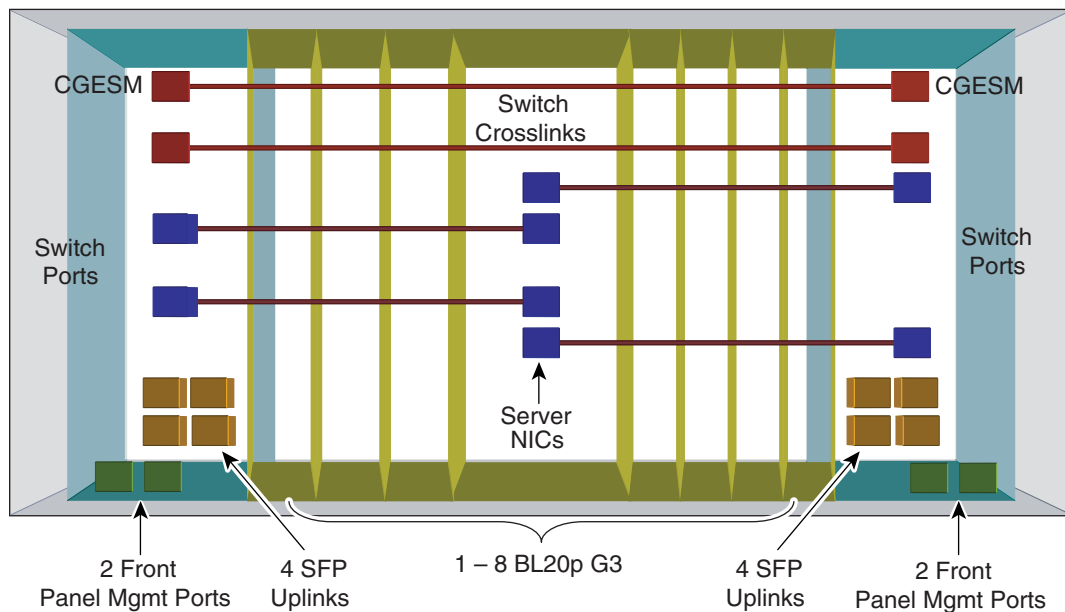 CGESM
CGESM
Switch
Crosslinks
Switch
Ports
Switch
Ports
Server
NICs
2 Front
Panel Mgmt Ports
4 SFP
Uplinks
1 – 8 BL20p G3
4 SFP
Uplinks
2 Front
Panel Mgmt Ports